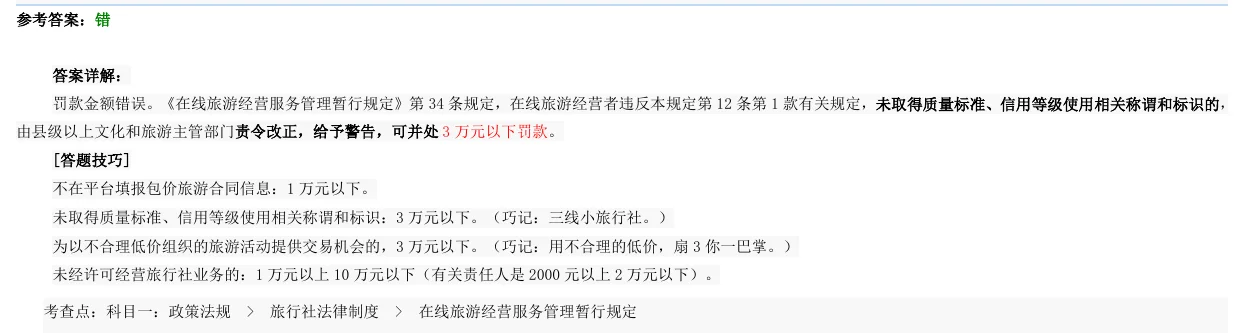 参考答案：错
答案详解：
罚款金额错误。《在线旅游经营服务管理暂行规定》第 34 条规定，在线旅游经营者违反本规定第 12 条第 1 款有关规定，未取得质量标准、信用等级使用相关称谓和标识的，
由县级以上文化和旅游主管部门责令改正，给予警告，可并处 3 万元以下罚款。
[答题技巧]
不在平台填报包价旅游合同信息：1 万元以下。
未取得质量标准、信用等级使用相关称谓和标识：3 万元以下。（巧记：三线小旅行社。）
为以不合理低价组织的旅游活动提供交易机会的，3 万元以下。（巧记：用不合理的低价，扇 3 你一巴掌。）
未经许可经营旅行社业务的：1 万元以上 10 万元以下（有关责任人是 2000 元以上 2 万元以下）。
考查点：科目一：政策法规 > 旅行社法律制度 > 在线旅游经营服务管理暂行规定